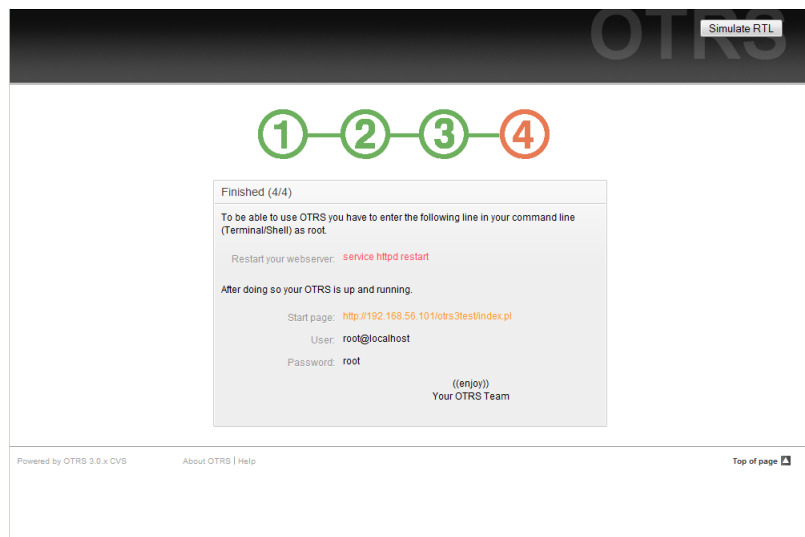 OTRS
Simulate RTL
1 2 3 4
Finished (4/4)
To be able to use OTRS you have to enter the following line in your command line
(Terminal/Shell) as root.
Restart your webserver: service httpd restart
After doing so your OTRS is up and running.
Start page: http://192.168.56.101/otrs3test/index.pl
User: root@localhost
Password: root
((enjoy))
Your OTRS Team
Powered by OTRS 3.0.x CVS About OTRS | Help Top of page